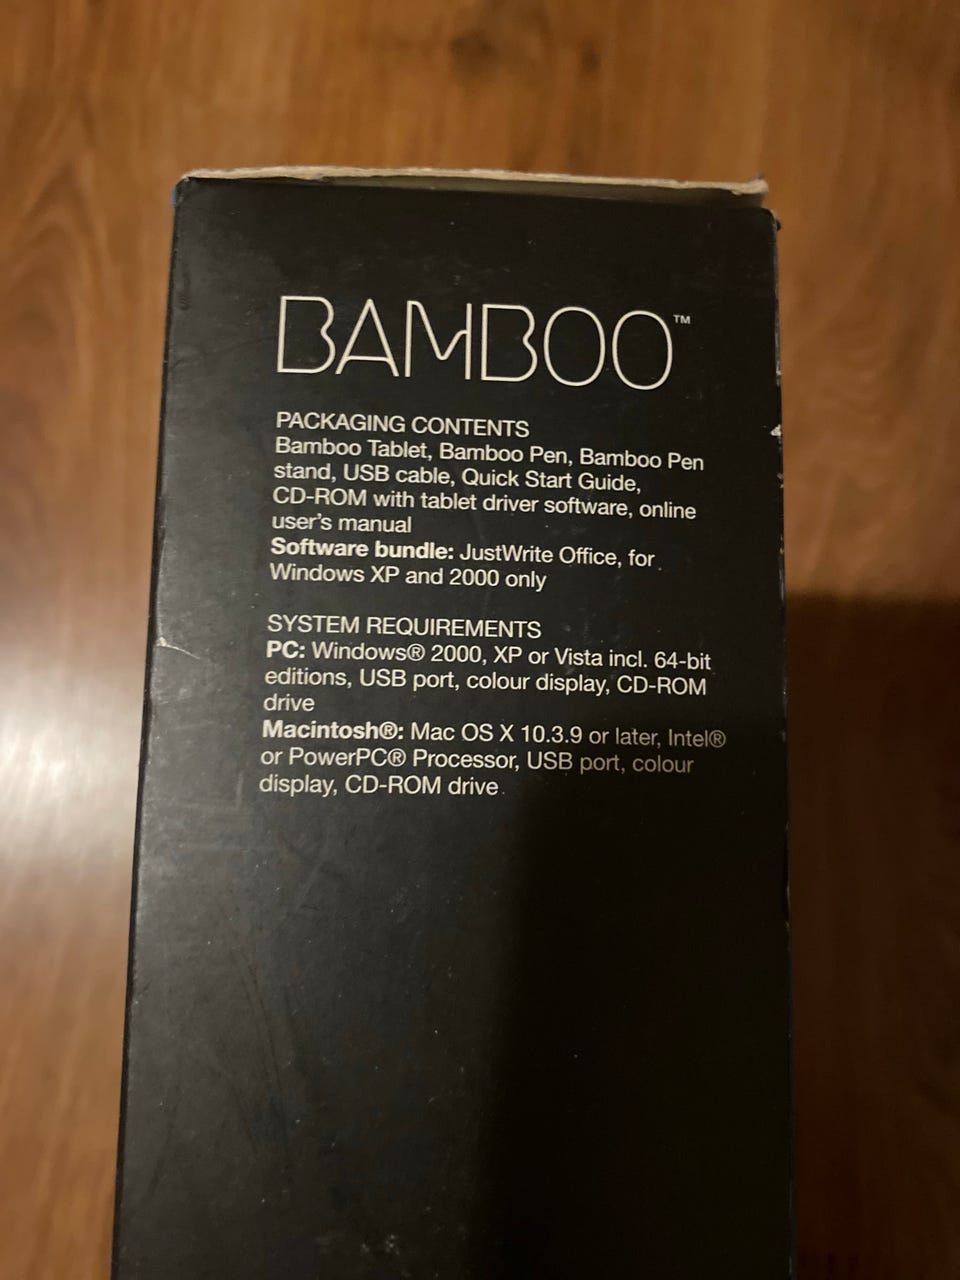 BAMBOO™
PACKAGING CONTENTS
Bamboo Tablet, Bamboo Pen, Bamboo Pen
stand, USB cable, Quick Start Guide,
CD-ROM with tablet driver software, online
user's manual
Software bundle: JustWrite Office, for
Windows XP and 2000 only
SYSTEM REQUIREMENTS
PC: Windows® 2000, XP or Vista incl. 64-bit
editions, USB port, colour display, CD-ROM
drive
Macintosh®: Mac OS X 10.3.9 or later, Intel®
or PowerPC® Processor, USB port, colour
display, CD-ROM drive